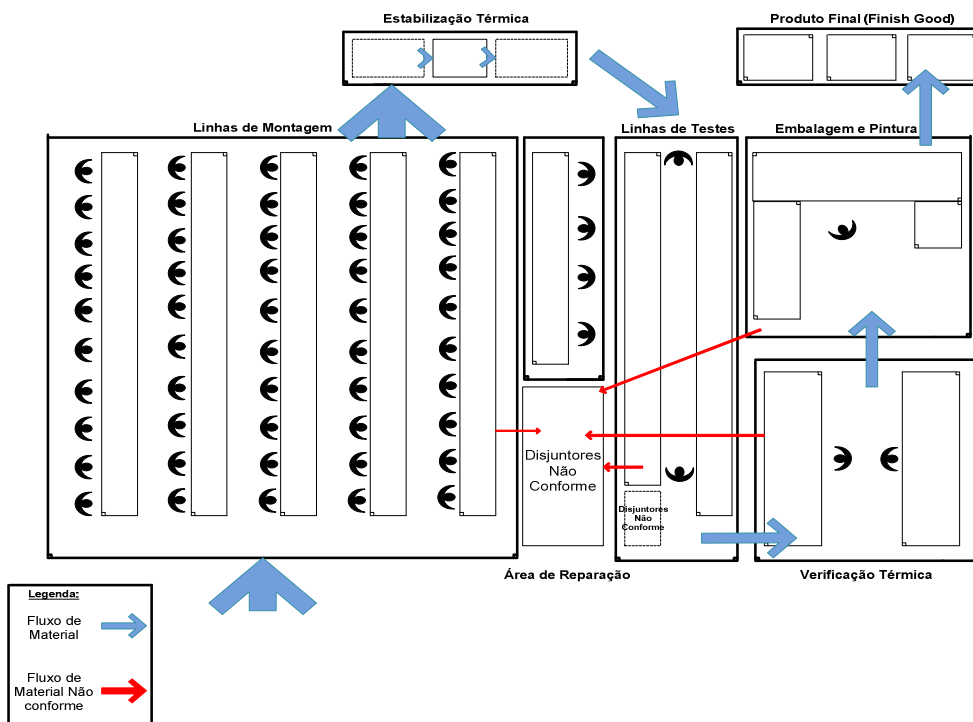 Estabilização Térmica
Produto Final (Finish Good)
Linhas de Montagem
Linhas de Testes
Embalagem e Pintura
Disjuntores
Não
Conforme
Disjuntores
Não
Conforme
Área de Reparação
Verificação Térmica
Legenda:
Fluxo de
Material
Fluxo de
Material Não
conforme